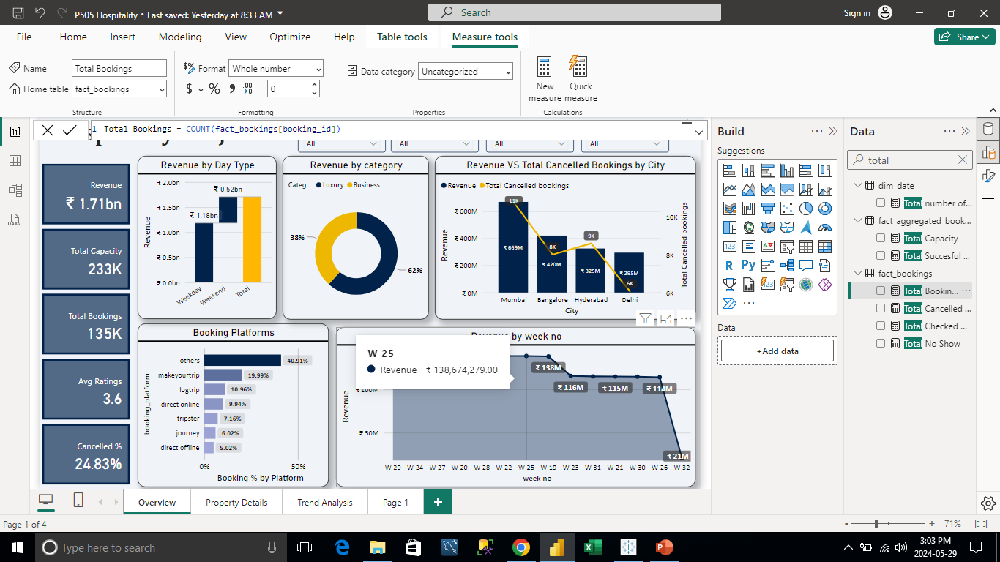 P505 Hospitality • Last saved: Yesterday at 8:33 AM
Search
Sign in
File Home Insert Modeling View Optimize Help Table tools Measure tools
Share
Name Total Bookings
Home table fact_bookings
Structure
Format Whole number
$ % 0
Formatting
Data category Uncategorized
Properties
New measure
Quick measure
Calculations
1 Total Bookings = COUNT(fact_bookings[booking_id])
All All All All
Revenue
₹ 1.71bn
Total Capacity
233K
Total Bookings
135K
Avg Ratings
3.6
Cancelled %
24.83%
Revenue by Day Type
Revenue
₹ 2.0bn
₹ 1.5bn
₹ 1.0bn
₹ 0.5bn
₹ 0.0bn
₹ 0.52bn
₹ 1.18bn
Weekday Weekend Total
Revenue by category
Categ... Luxury Business
38%
62%
Revenue VS Total Cancelled Bookings by City
Revenue Total Cancelled bookings
Revenue
₹ 600M
₹ 400M
₹ 200M
₹ 0M
11K
8K
9K
6K
₹ 669M
₹ 420M
₹ 325M
₹ 295M
10K
8K
6K
Total Cancelled bookings
Mumbai Bangalore Hyderabad Delhi
City
Booking Platforms
booking_platform
others 40.91%
makeyourtrip 19.99%
logtrip 10.96%
direct online 9.94%
tripster 7.16%
journey 6.02%
direct offline 5.02%
0% 50%
Booking % by Platform
Revenue by week no
W 25
Revenue ₹ 138,674,279.00
Revenue
₹ 100M
₹ 50M
₹ 138M
₹ 116M
₹ 115M
₹ 114M
₹ 21M
W 29 W 24 W 27 W 20 W 28 W 22 W 25 W 19 W 23 W 31 W 21 W 30 W 26 W 32
week no
Build
Suggestions
123
R Py
Data
+Add data
Data
total
dim_date
Total number of...
fact_aggregated_book...
Total Capacity
Total Succesful ...
fact_bookings
Total Bookin...
Total Cancelled ...
Total Checked ...
Total No Show
DAX
Overview Property Details Trend Analysis Page 1
Page 1 of 4
71%
Type here to search
3:03 PM
2024-05-29